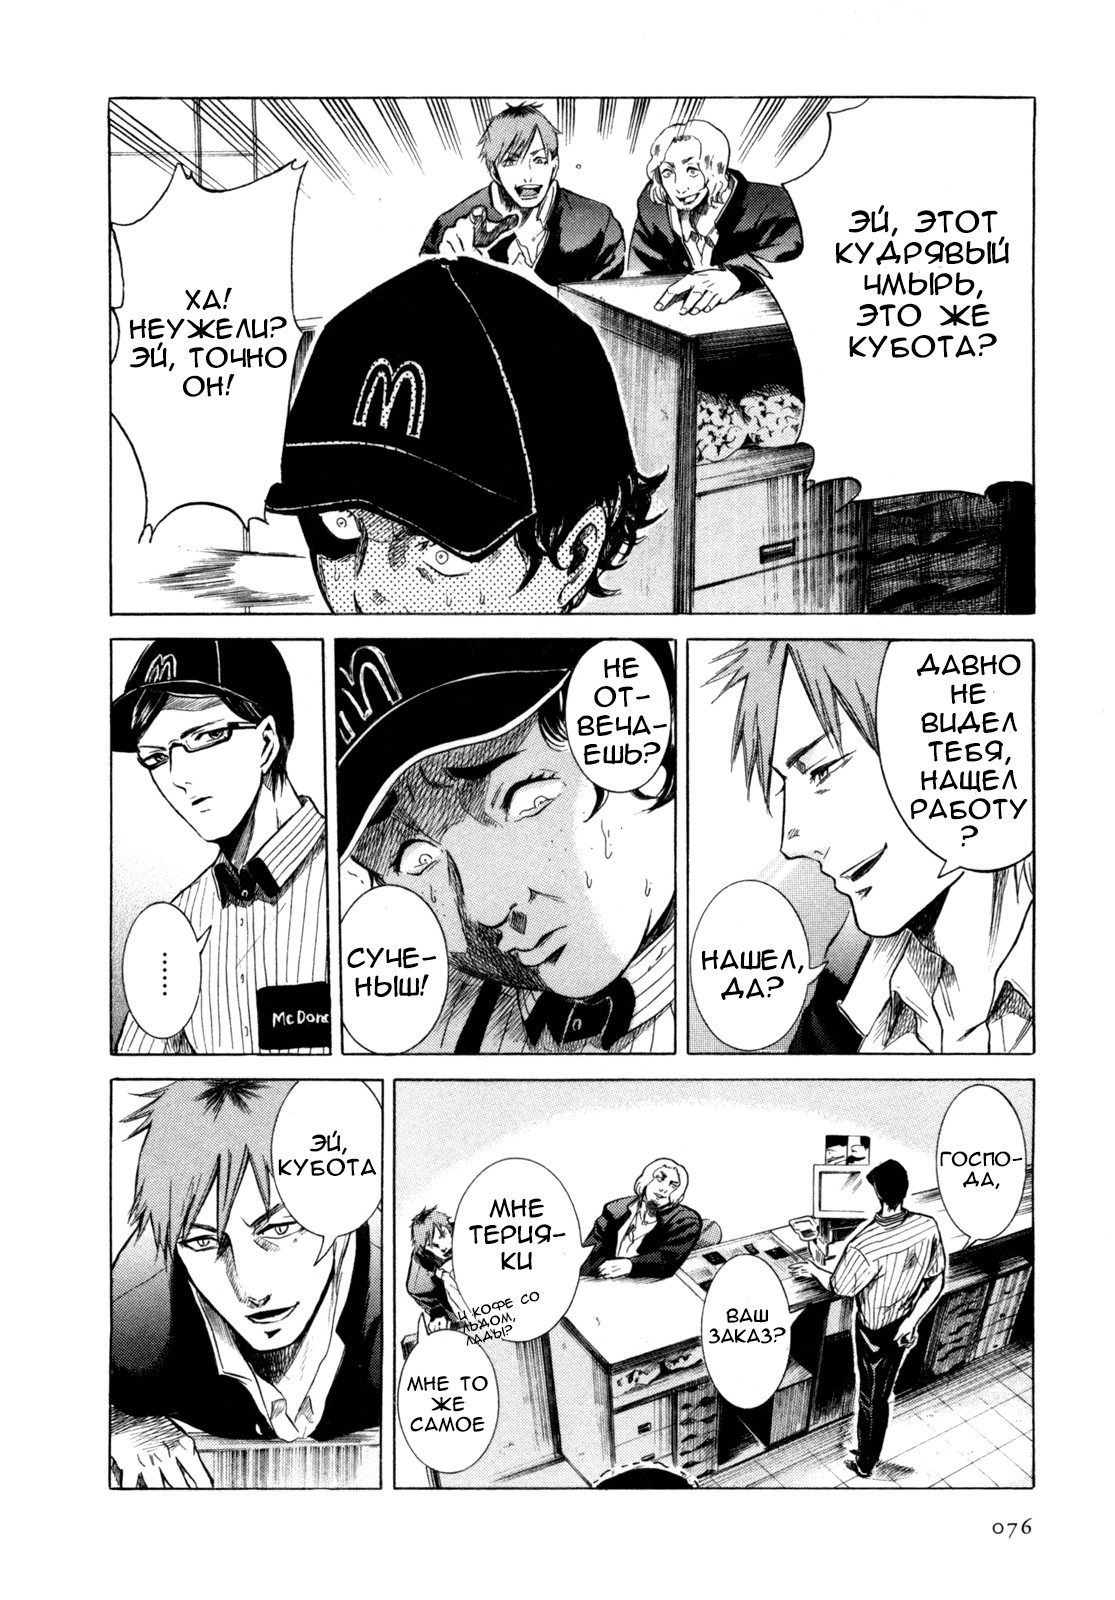 ЭЙ, ЭТОТ
КУДРЯВЫЙ
ЧМЫРЬ,
ЭТО ЖЕ
КУБОТА?
ХА!
НЕУЖЕЛИ?
ЭЙ, ТОЧНО
ОН!
M
ДАВНО
НЕ
ВИДЕЛ
ТЕБЯ,
НАЩЕЛ
РАБОТУ
?
НАШЕЛ,
ДА?
НЕ
ОТ-
ВЕЧА-
ЕШЬ?
СУЧЕ-
НЫШ!
M
M
......
McDona
ГОСПО-
ДА,
ВАШ
ЗАКАЗ?
МНЕ
ТЕРИЯ-
КИ
И КОФЕ СО
ЛЬДОМ,
ЛАДЫ?
МНЕ ТО
ЖЕ
САМОЕ
ЭЙ,
КУБОТА
076